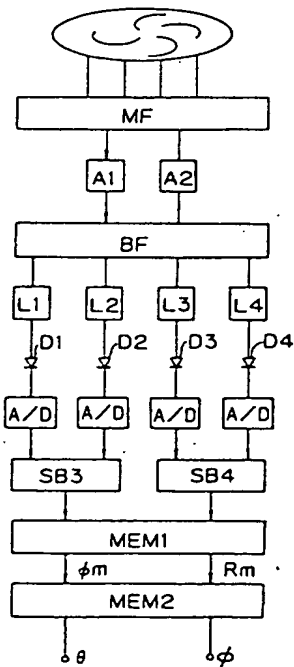 MF
A1 A2
BF
L1 L2 L3 L4
D1 D2 D3 D4
A/D A/D A/D A/D
SB3 SB4
MEM1
ϕm Rm
MEM2
θ ϕ